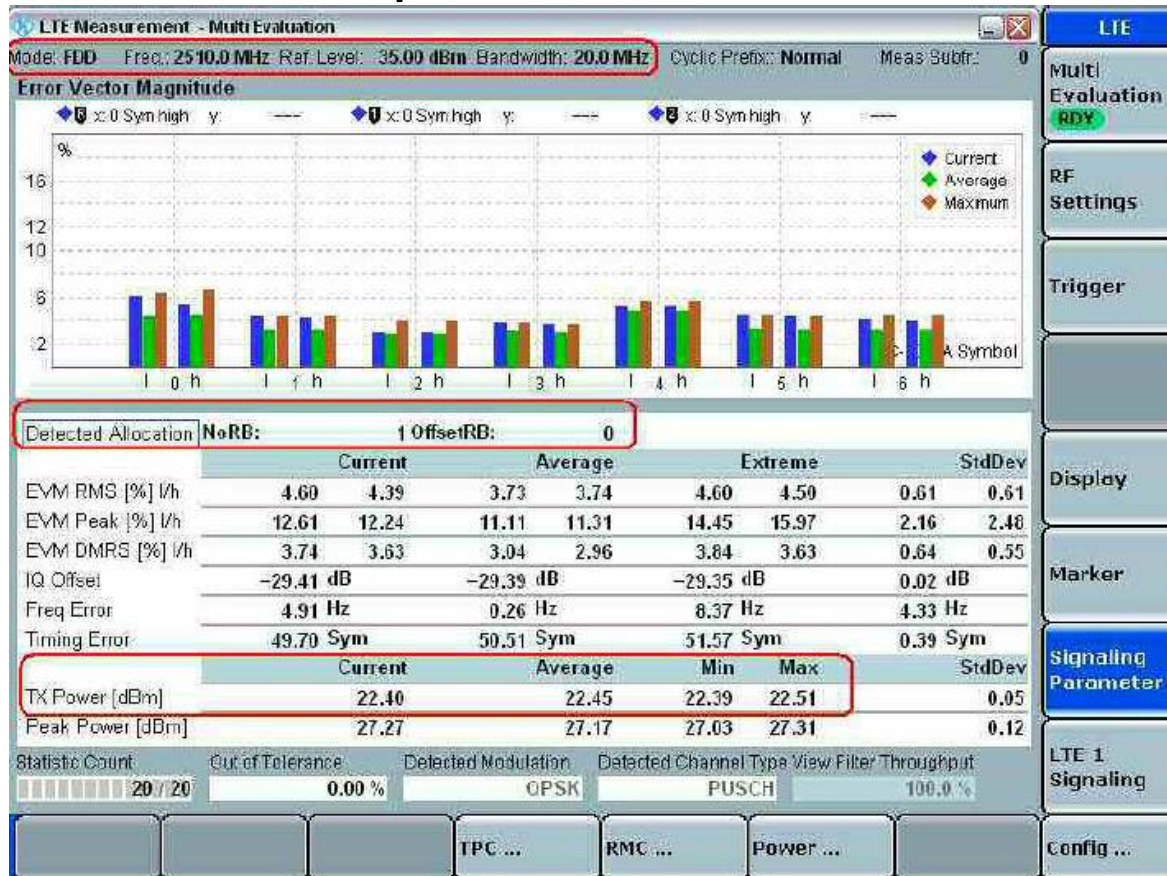 LTE Measurement - Multi Evaluation
LTE
Mode: FDD Freq.: 2510.0 MHz Ref. Level: 35.00 dBm Bandwidth: 20.0 MHz Cyclic Prefix: Normal Meas Subfr.: 0
Error Vector Magnitude
x: 0 Sym high y: --- x: 0 Sym high y: --- x: 0 Sym high y: ---
%
Current
Average
Maximum
16
12
10
6
2
A Symbol
l 0 h l 1 h l 2 h l 3 h l 4 h l 5 h l 6 h
Detected Allocation NoRB: 1 OffsetRB: 0
Current Average Extreme StdDev
EVM RMS [%] l/h 4.60 4.39 3.73 3.74 4.60 4.50 0.61 0.61
EVM Peak [%] l/h 12.61 12.24 11.11 11.31 14.45 15.97 2.16 2.48
EVM DMRS [%] l/h 3.74 3.63 3.04 2.96 3.84 3.63 0.64 0.55
IQ Offset -29.41 dB -29.39 dB -29.35 dB 0.02 dB
Freq Error 4.91 Hz 0.26 Hz 8.37 Hz 4.33 Hz
Timing Error 49.70 Sym 50.51 Sym 51.57 Sym 0.39 Sym
Current Average Min Max StdDev
TX Power [dBm] 22.40 22.45 22.39 22.51 0.05
Peak Power [dBm] 27.27 27.17 27.03 27.31 0.12
Statistic Count Out of Tolerance Detected Modulation Detected Channel Type View Filter Throughput
20 / 20 0.00 % QPSK PUSCH 100.0 %
Multi
Evaluation
RDY
RF
Settings
Trigger
Display
Marker
Signaling
Parameter
LTE 1
Signaling
TPC ... RMC ... Power ... Config ...